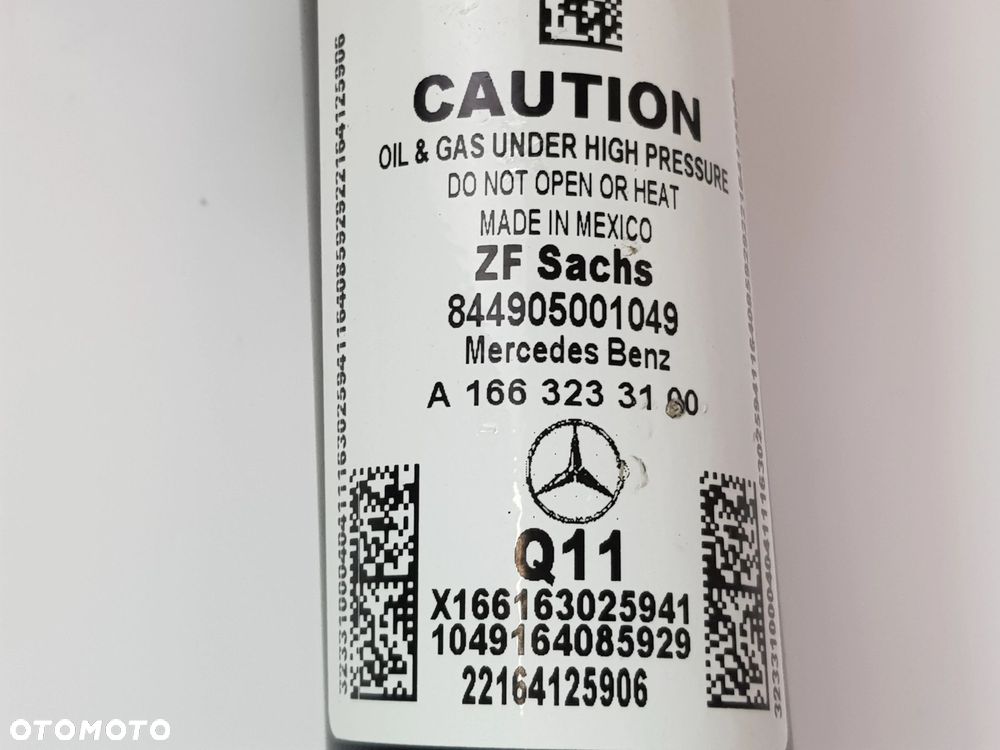 CAUTION
OIL & GAS UNDER HIGH PRESSURE
DO NOT OPEN OR HEAT
MADE IN MEXICO
ZF Sachs
844905001049
Mercedes Benz
A 166 323 31 00
Q11
X166163025941
1049164085929
22164125906
OTOMOTO